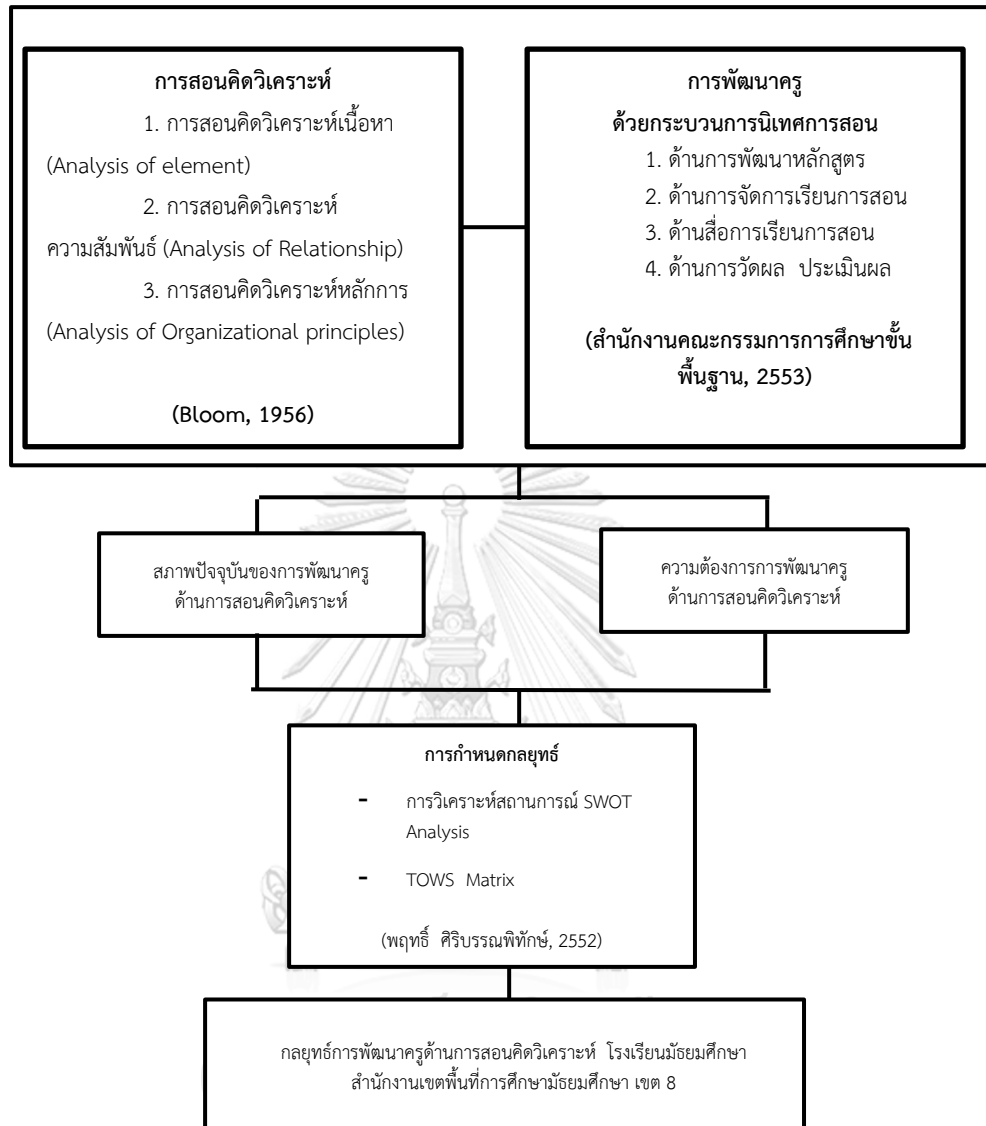 การสอนคิดวิเคราะห์
1. การสอนคิดวิเคราะห์เนื้อหา
(Analysis of element)
2. การสอนคิดวิเคราะห์
ความสัมพันธ์ (Analysis of Relationship)
3. การสอนคิดวิเคราะห์หลักการ
(Analysis of Organizational principles)
(Bloom, 1956)
การพัฒนาครู
ด้วยกระบวนการนิเทศการสอน
1. ด้านการพัฒนาหลักสูตร
2. ด้านการจัดการเรียนการสอน
3. ด้านสื่อการเรียนการสอน
4. ด้านการวัดผล ประเมินผล
(สำนักงานคณะกรรมการการศึกษาขั้น
พื้นฐาน, 2553)
สภาพปัจจุบันของการพัฒนาครู
ด้านการสอนคิดวิเคราะห์
ความต้องการการพัฒนาครู
ด้านการสอนคิดวิเคราะห์
การกำหนดกลยุทธ์
- การวิเคราะห์สถานการณ์ SWOT
Analysis
- TOWS Matrix
(พฤทธิ์ ศิริบรรณพิทักษ์, 2552)
กลยุทธ์การพัฒนาครูด้านการสอนคิดวิเคราะห์ โรงเรียนมัธยมศึกษา
สำนักงานเขตพื้นที่การศึกษามัธยมศึกษา เขต 8